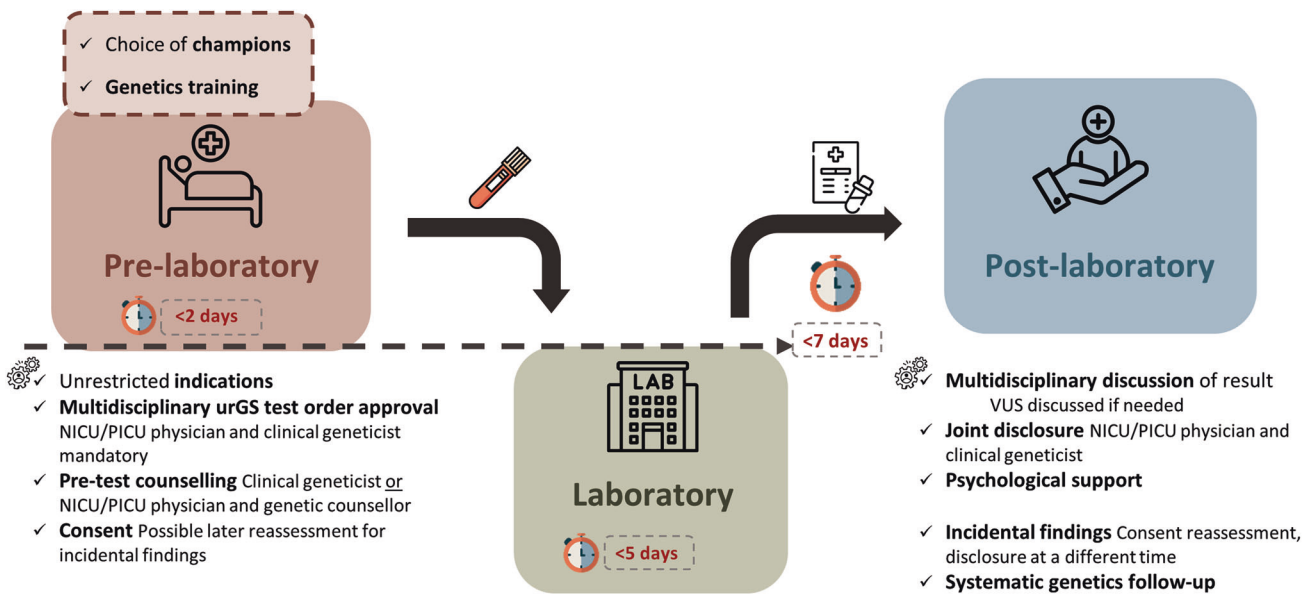 ✓ Choice of champions
✓ Genetics training
Pre-laboratory
<2 days
✓ Unrestricted indications
✓ Multidisciplinary urGS test order approval
NICU/PICU physician and clinical geneticist
mandatory
✓ Pre-test counselling Clinical geneticist or
NICU/PICU physician and genetic counsellor
✓ Consent Possible later reassessment for
incidental findings
LAB
Laboratory
<5 days
<7 days
Post-laboratory
✓ Multidisciplinary discussion of result
VUS discussed if needed
✓ Joint disclosure NICU/PICU physician and
clinical geneticist
✓ Psychological support
✓ Incidental findings Consent reassessment,
disclosure at a different time
✓ Systematic genetics follow-up